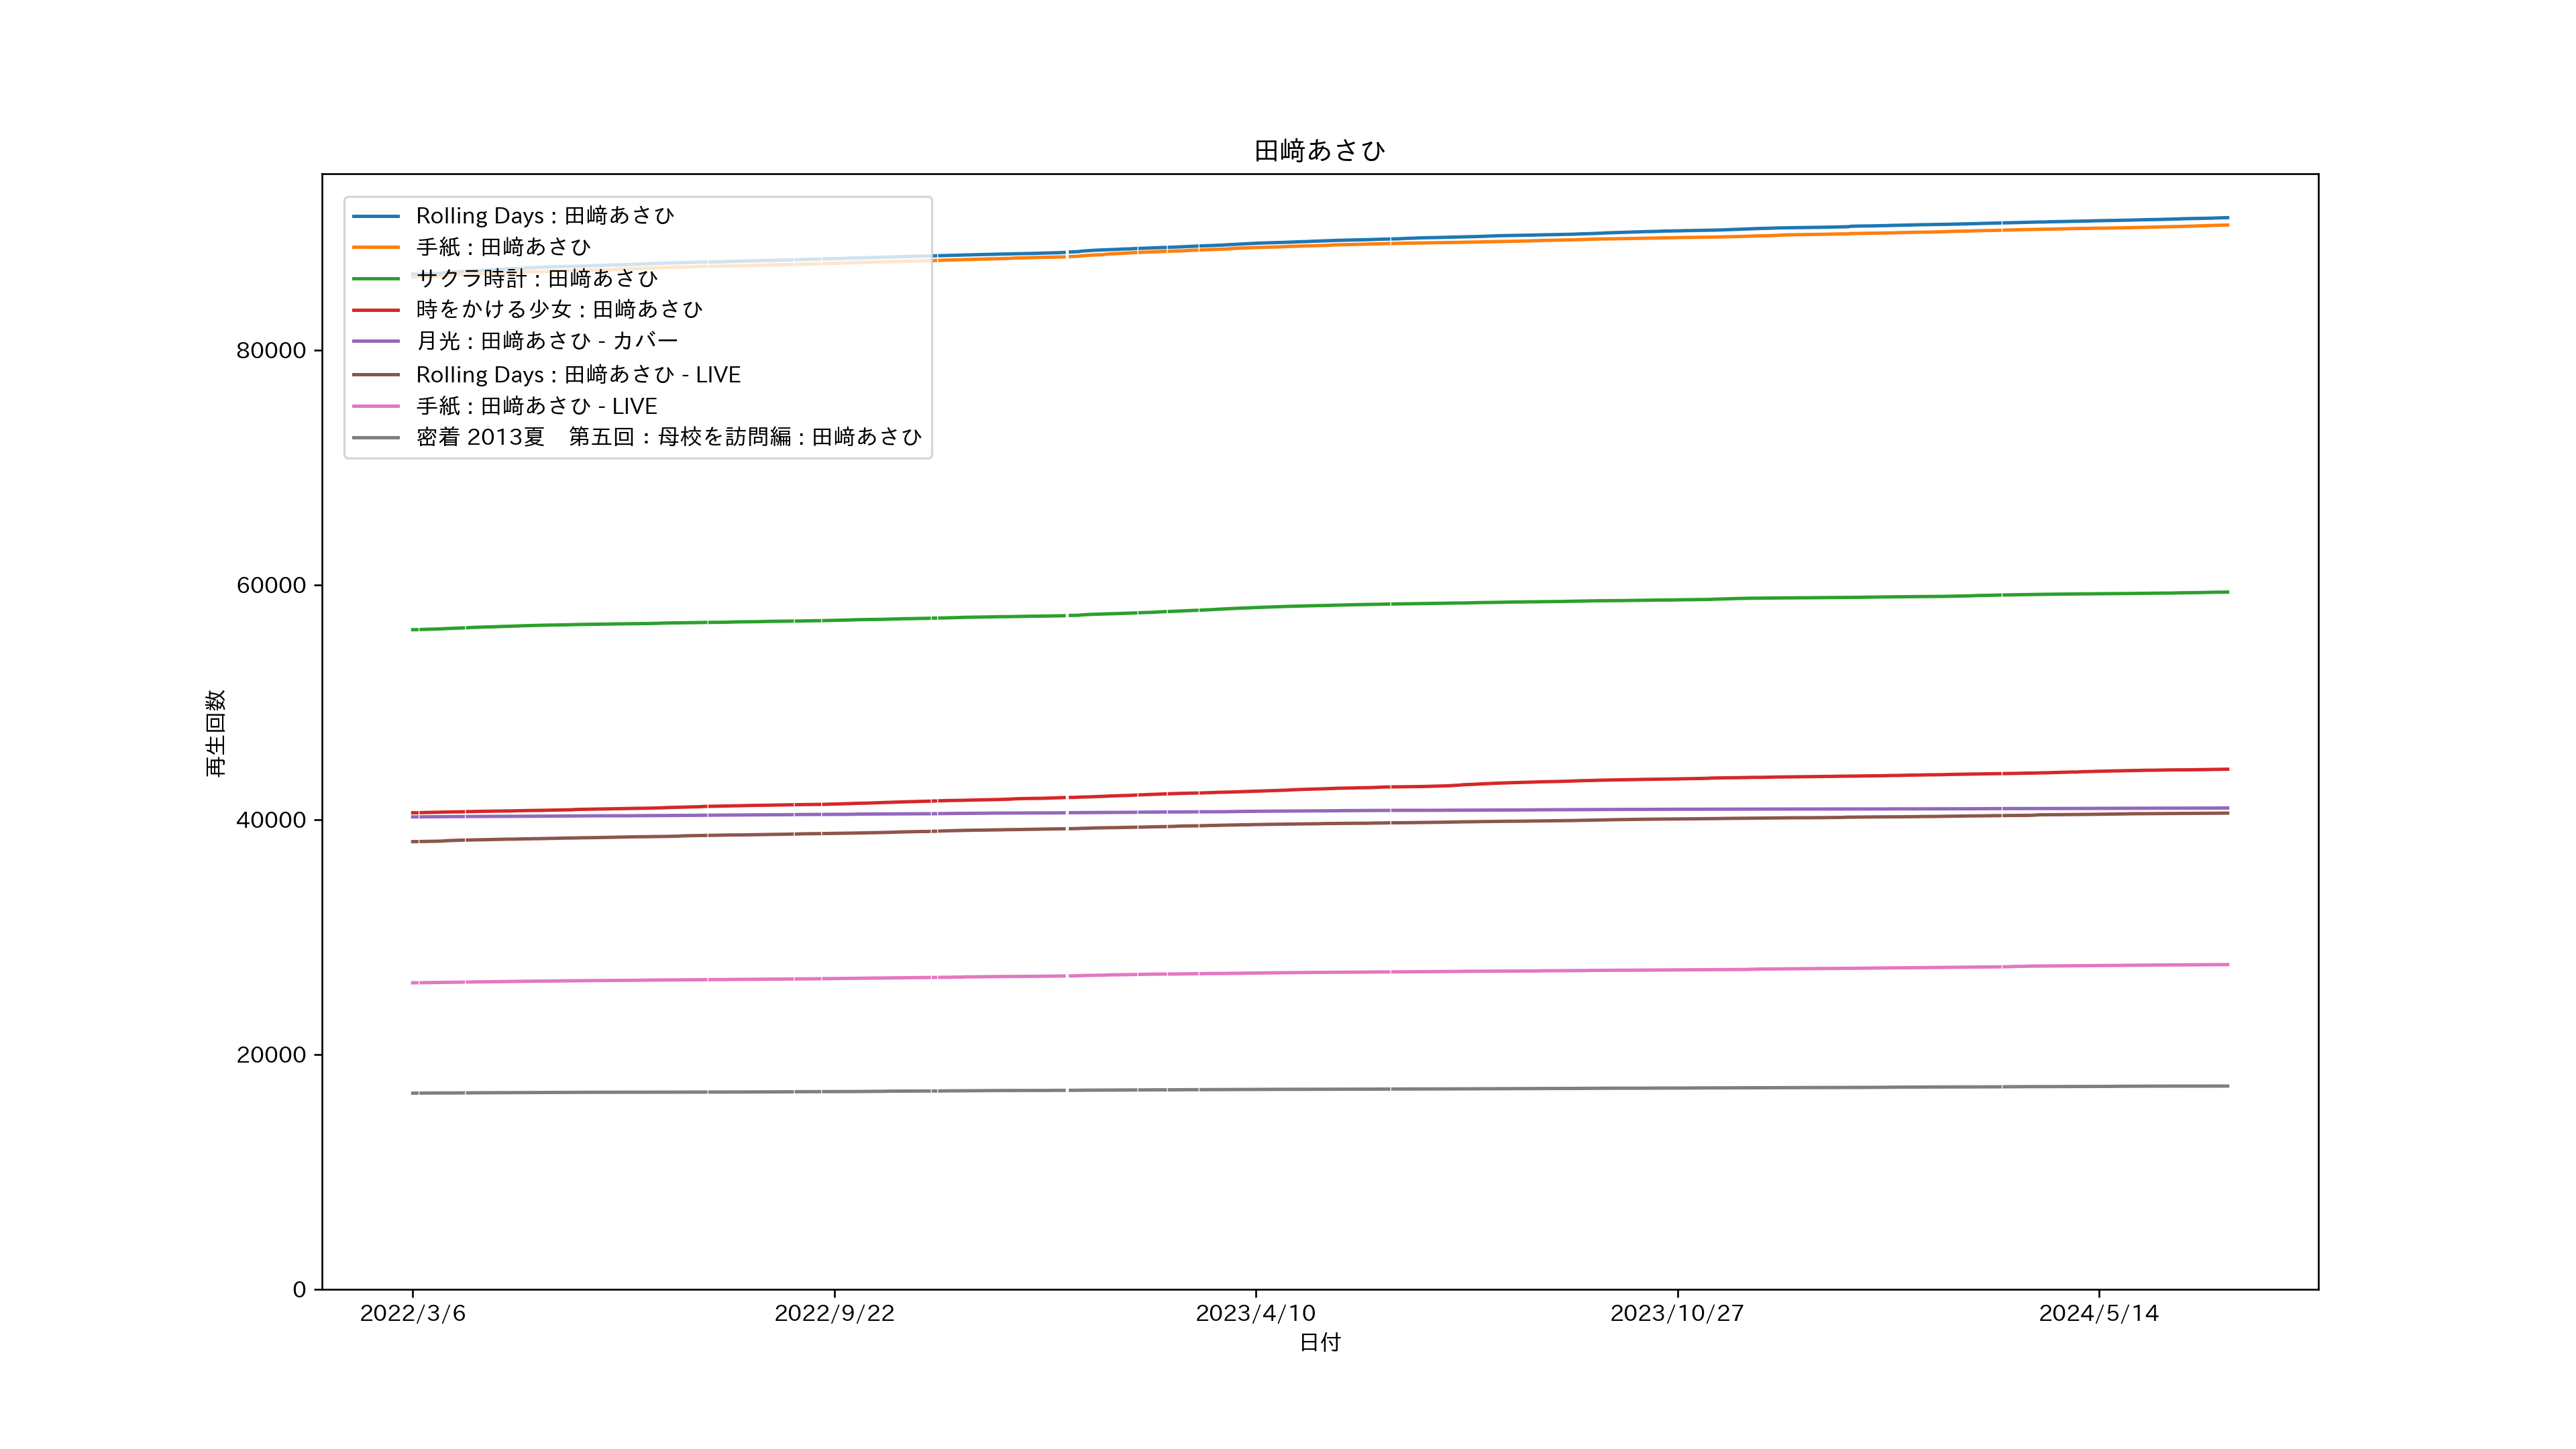 田﨑あさひ
Rolling Days : 田﨑あさひ
手紙 : 田﨑あさひ
サクラ時計 : 田﨑あさひ
時をかける少女 : 田﨑あさひ
月光 : 田﨑あさひ - カバー
Rolling Days : 田﨑あさひ - LIVE
手紙 : 田﨑あさひ - LIVE
密着 2013夏　第五回：母校を訪問編 : 田﨑あさひ
80000
60000
40000
20000
0
再生回数
2022/3/6 2022/9/22 2023/4/10 2023/10/27 2024/5/14
日付